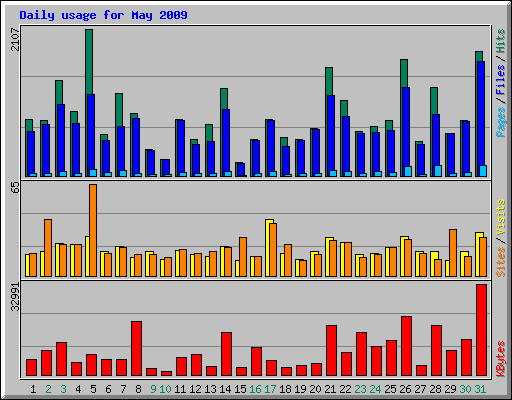 Daily usage for May 2009
2107
Pages / Files / Hits
65
Sites / Visits
32991
KBytes
1 2 3 4 5 6 7 8 9 10 11 12 13 14 15 16 17 18 19 20 21 22 23 24 25 26 27 28 29 30 31